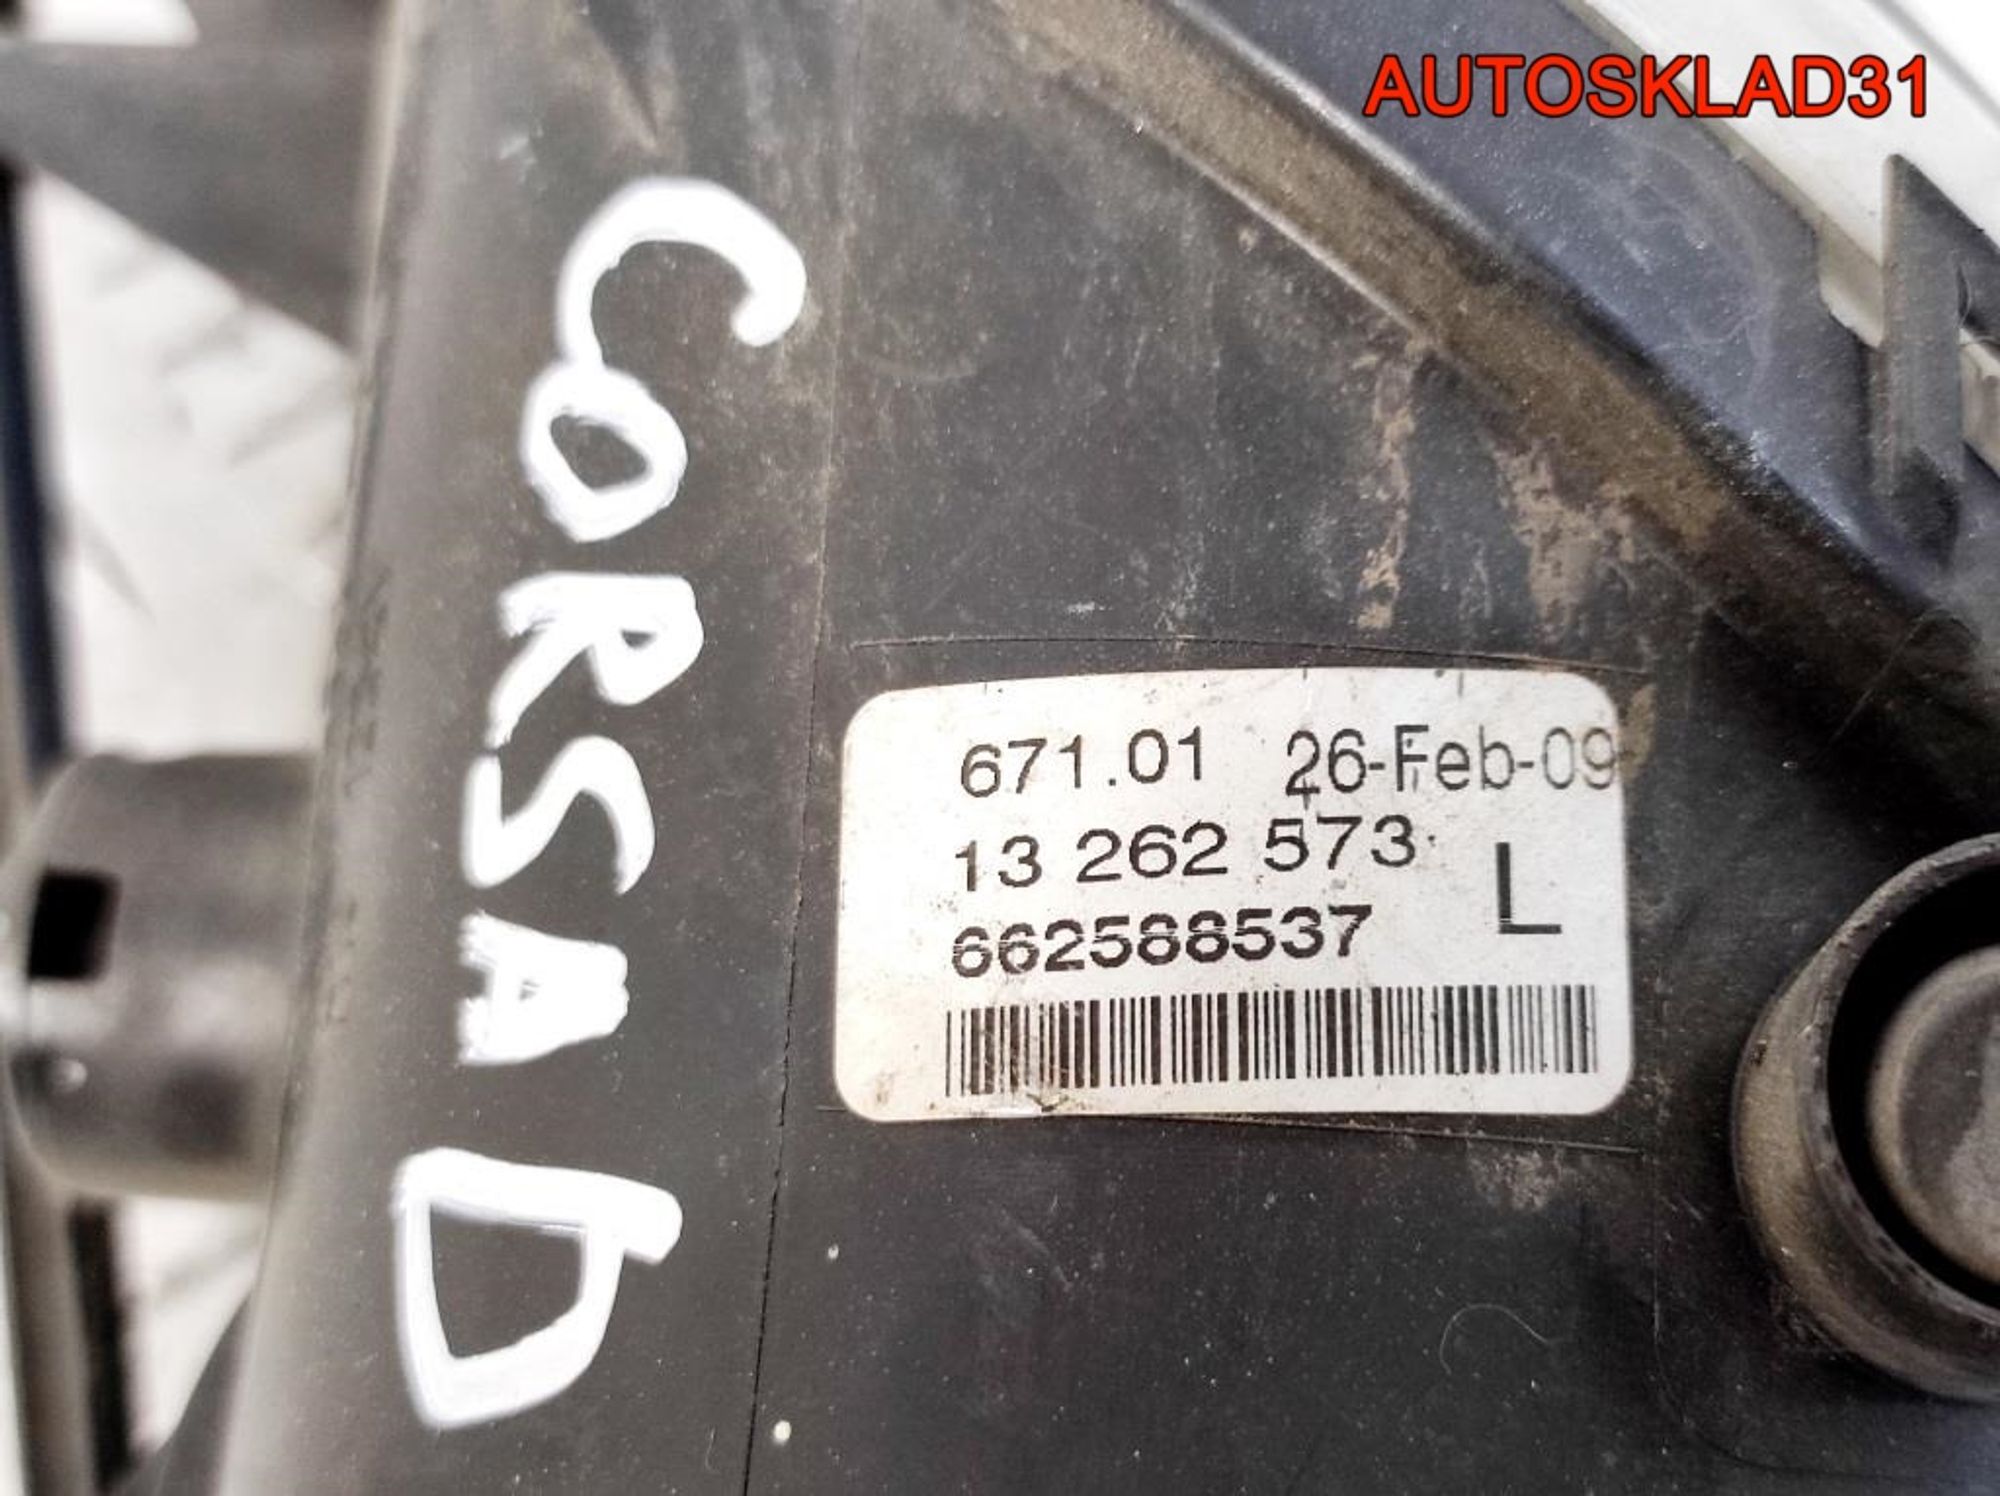 AUTOSKLAD31
CORSA D
671.01 26-Feb-09
13 262 573 L
662588537